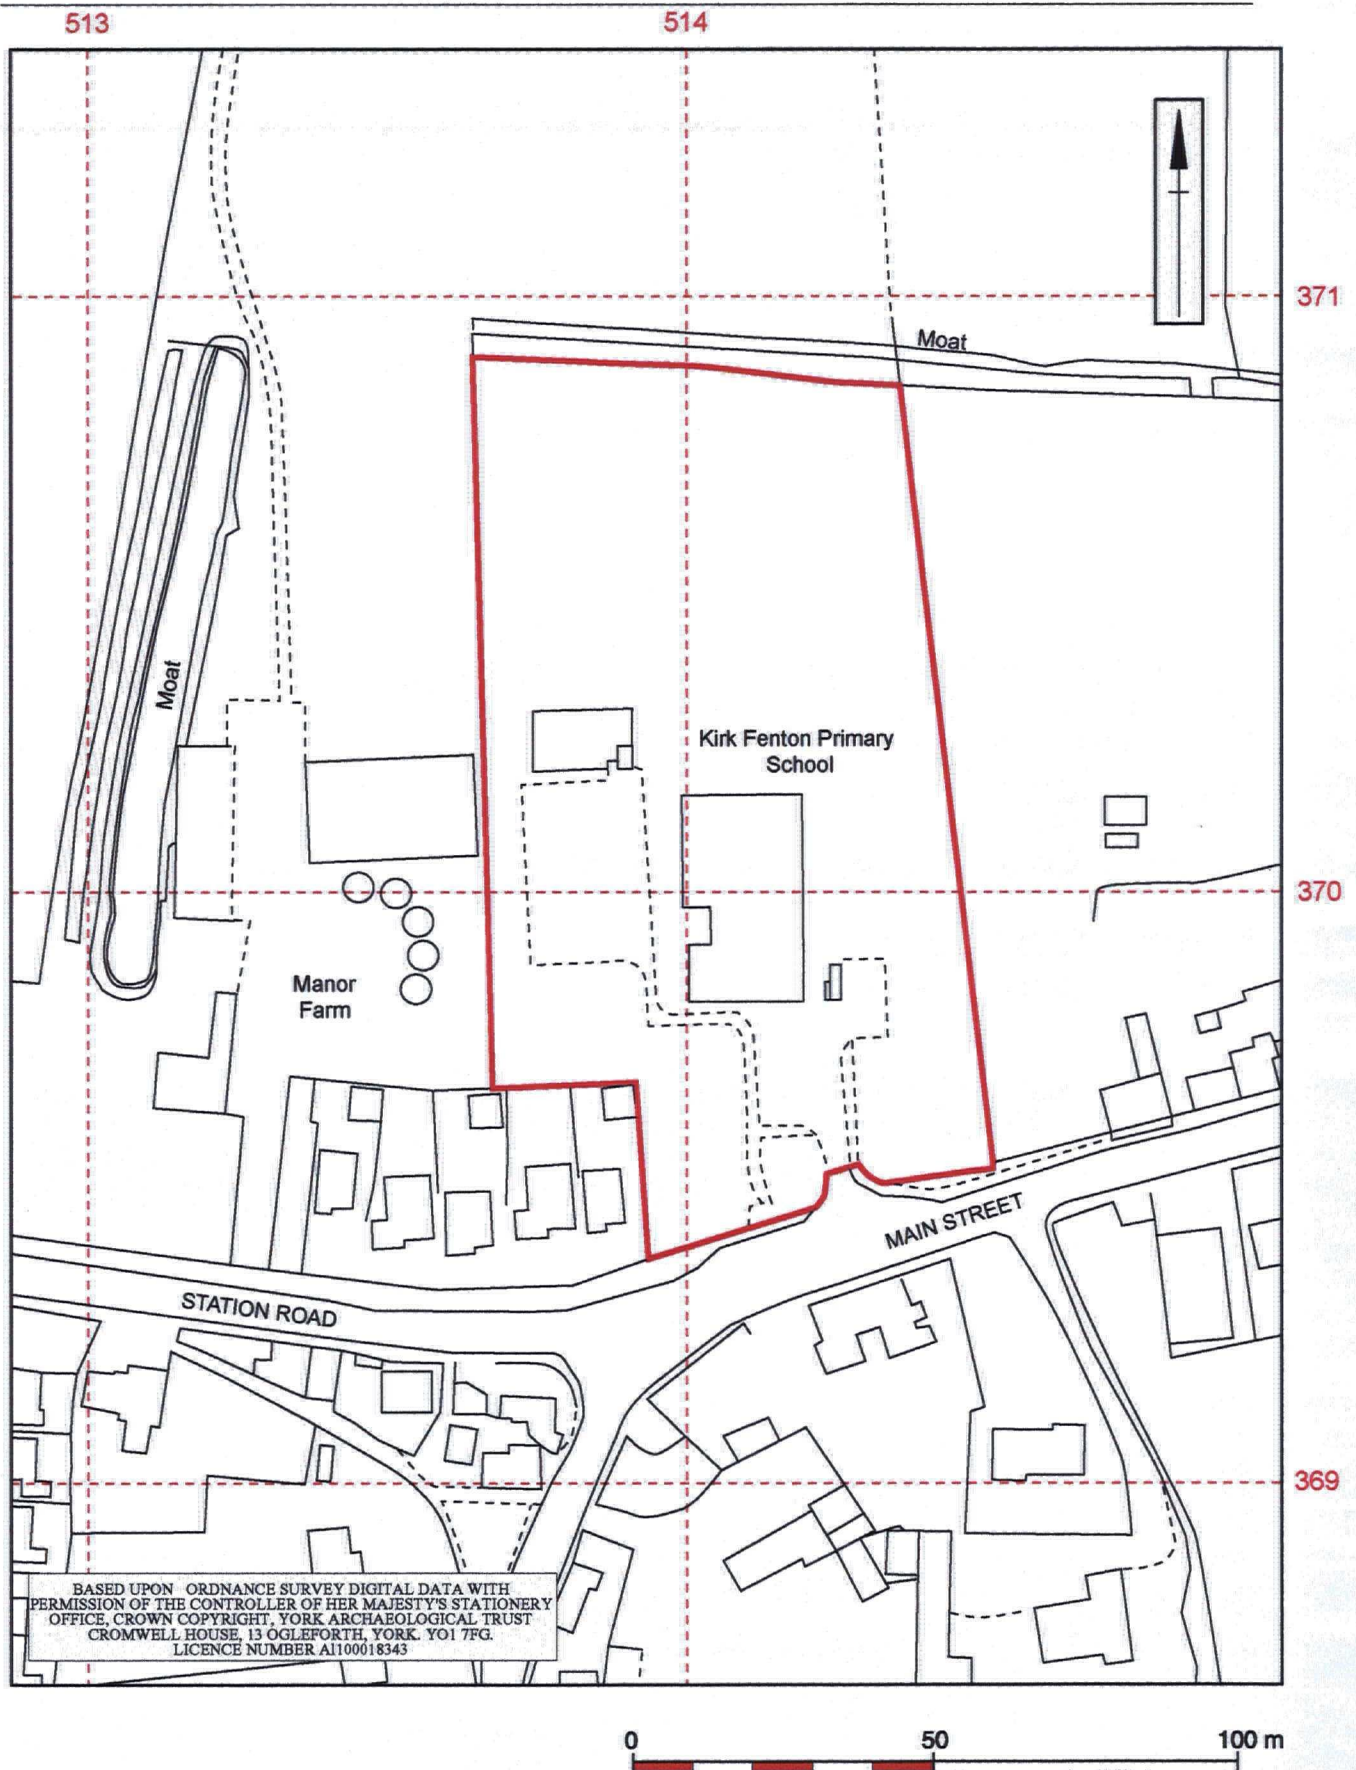 513
514
371
Moat
Moat
Kirk Fenton Primary
School
370
Manor
Farm
MAIN STREET
STATION ROAD
369
BASED UPON ORDNANCE SURVEY DIGITAL DATA WITH
PERMISSION OF THE CONTROLLER OF HER MAJESTY'S STATIONERY
OFFICE, CROWN COPYRIGHT, YORK ARCHAEOLOGICAL TRUST
CROMWELL HOUSE, 13 OGLEFORTH, YORK. YO1 7FG.
LICENCE NUMBER Al100018343
0
50
100 m